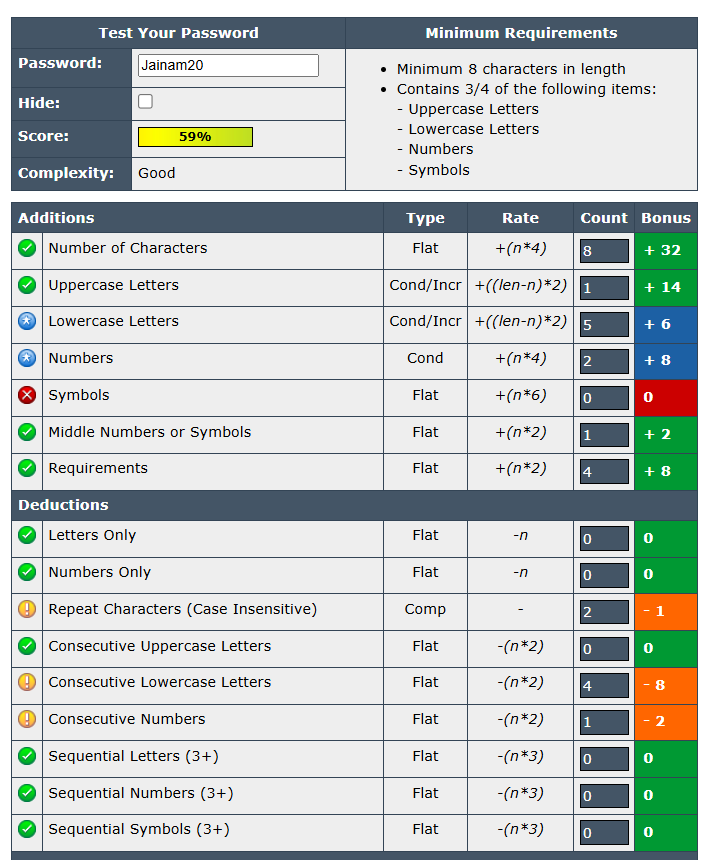 Test Your Password Minimum Requirements
Password: Jainam20
Hide:
Score: 59%
Complexity: Good
• Minimum 8 characters in length
• Contains 3/4 of the following items:
- Uppercase Letters
- Lowercase Letters
- Numbers
- Symbols
Additions Type Rate Count Bonus
Number of Characters Flat +(n*4) 8 + 32
Uppercase Letters Cond/Incr +((len-n)*2) 1 + 14
Lowercase Letters Cond/Incr +((len-n)*2) 5 + 6
Numbers Cond +(n*4) 2 + 8
Symbols Flat +(n*6) 0 0
Middle Numbers or Symbols Flat +(n*2) 1 + 2
Requirements Flat +(n*2) 4 + 8
Deductions
Letters Only Flat -n 0 0
Numbers Only Flat -n 0 0
Repeat Characters (Case Insensitive) Comp - 2 - 1
Consecutive Uppercase Letters Flat -(n*2) 0 0
Consecutive Lowercase Letters Flat -(n*2) 4 - 8
Consecutive Numbers Flat -(n*2) 1 - 2
Sequential Letters (3+) Flat -(n*3) 0 0
Sequential Numbers (3+) Flat -(n*3) 0 0
Sequential Symbols (3+) Flat -(n*3) 0 0